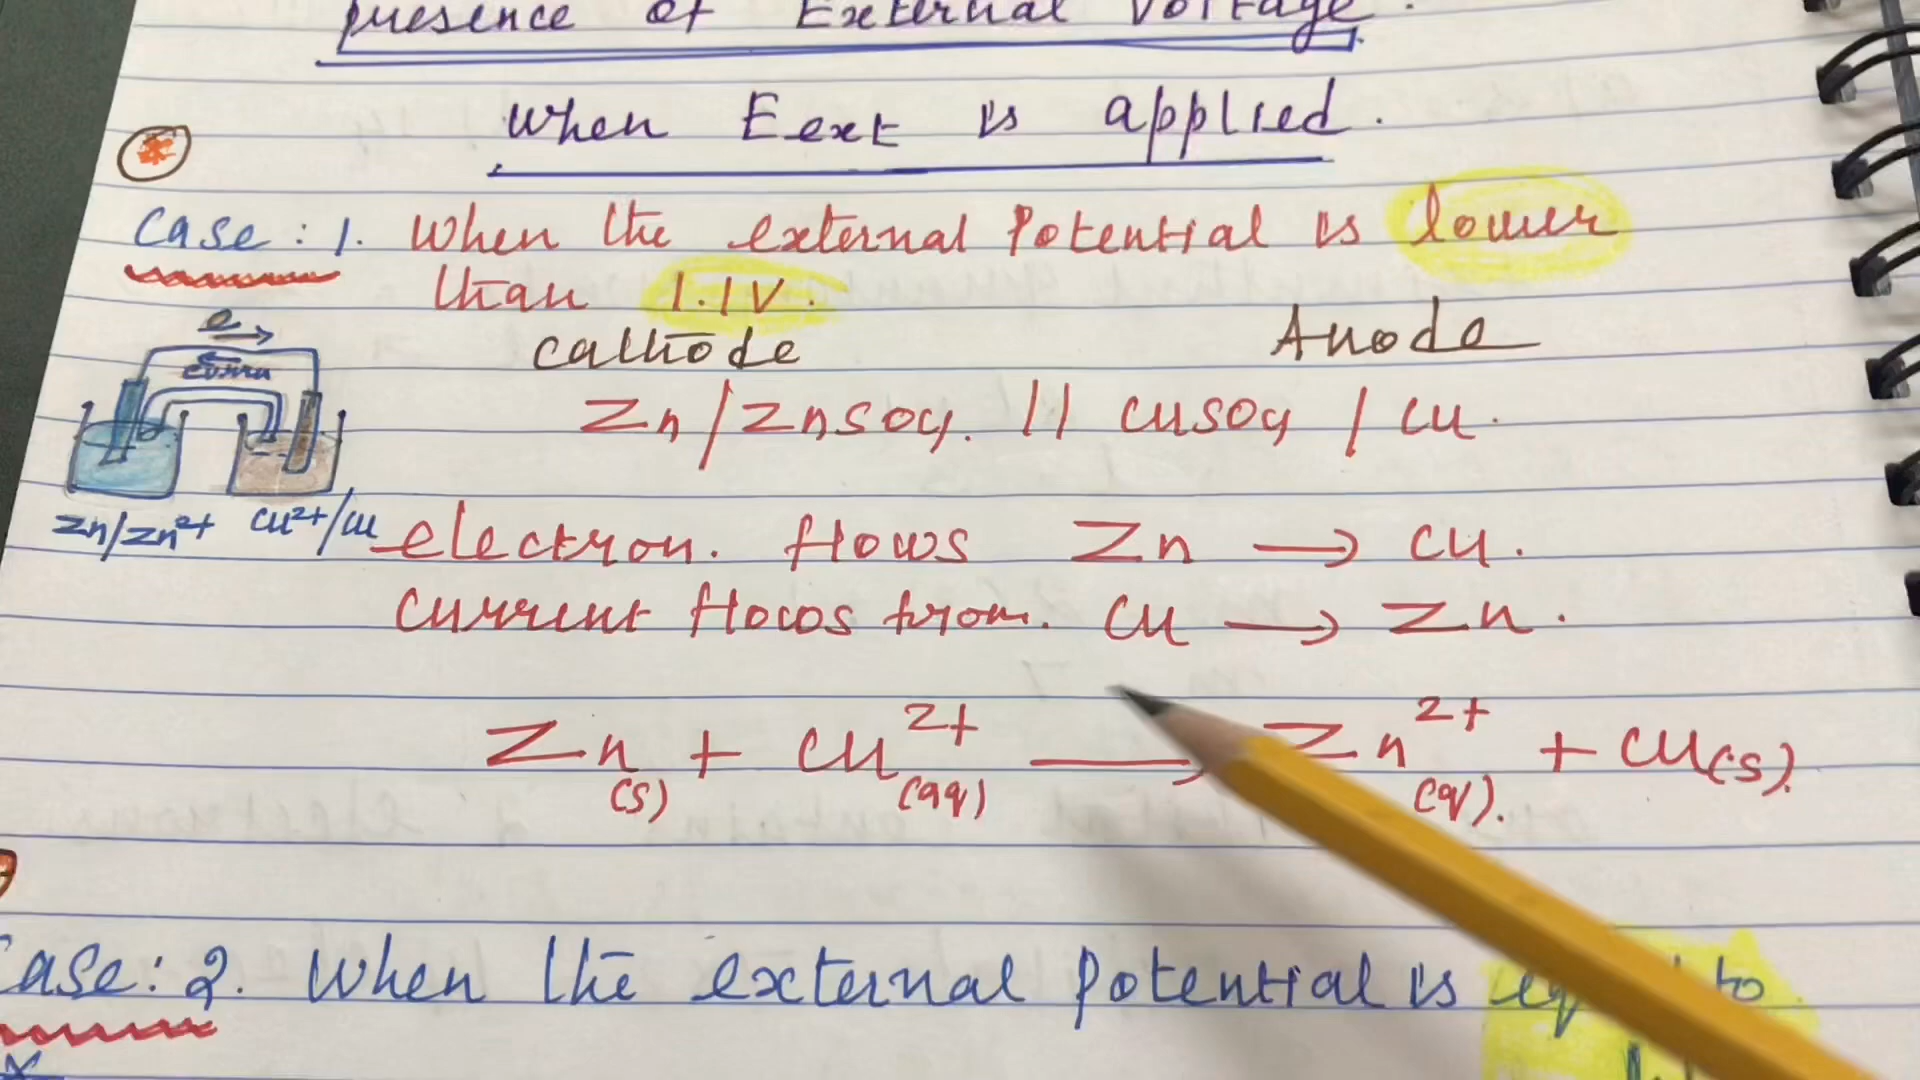 presence of External Voltage.
when Eext is applied.
Case: 1. When the external Potential is lower
than 1.1V.
cathode Anode
e
Zn/ZnSO4. || CuSO4 / Cu.
Zn/Zn2+ Cu2+/Cu
electron. flows Zn → Cu.
Current flows from. Cu → Zn.
Zn(s) + Cu2+(aq) → Zn2+(q). + Cu(s).
Case: 2. When the external Potential is to